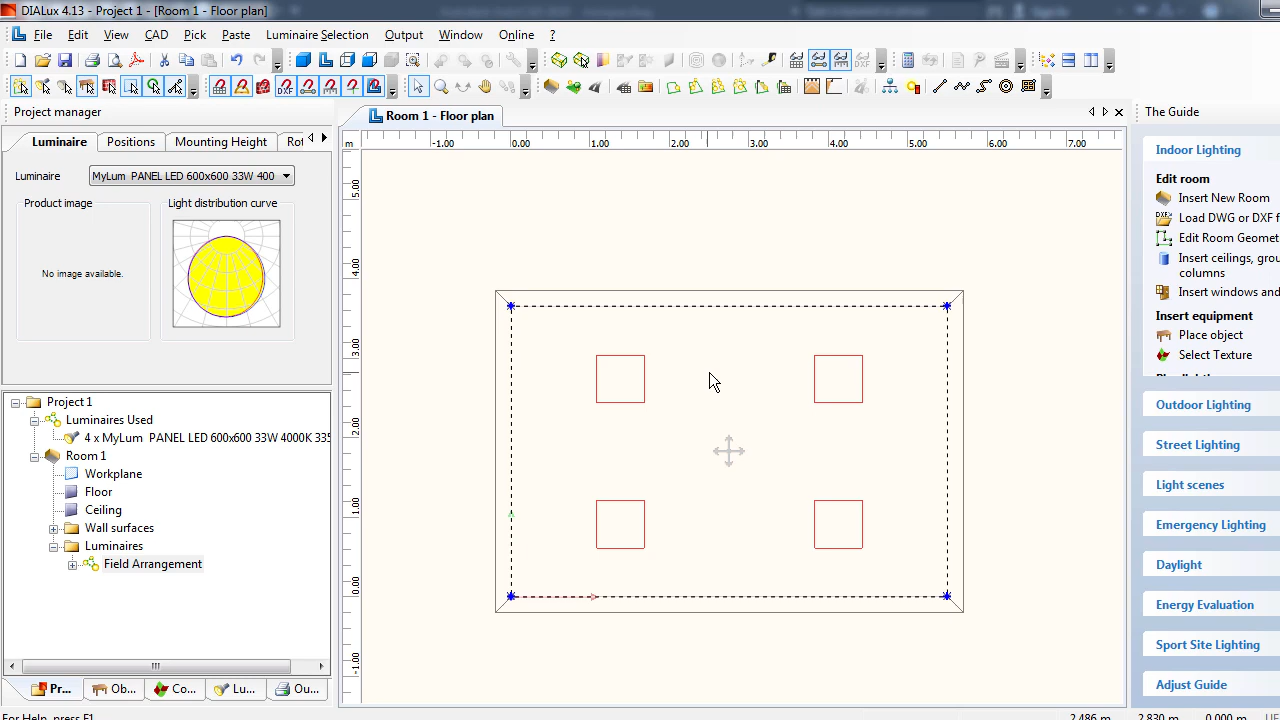 DIALux 4.13 - Project 1 - [Room 1 - Floor plan]
File Edit View CAD Pick Paste Luminaire Selection Output Window Online ?
DXF
DXF
Project manager
Luminaire Positions Mounting Height Rot
Luminaire MyLum PANEL LED 600x600 33W 400
Product image
No image available.
Light distribution curve
Project 1
Luminaires Used
4 x MyLum PANEL LED 600x600 33W 4000K 335
Room 1
Workplane
Floor
Ceiling
Wall surfaces
Luminaires
Field Arrangement
Pr... Ob... Co... Lu... Ou...
For Help, press F1
Room 1 - Floor plan
m -1.00 0.00 1.00 2.00 3.00 4.00 5.00 6.00 7.00
5.00
4.00
3.00
2.00
1.00
0.00
-1.00
The Guide
Indoor Lighting
Edit room
Insert New Room
Load DWG or DXF f
Edit Room Geomet
Insert ceilings, grou
columns
Insert windows and
Insert equipment
Place object
Select Texture
Outdoor Lighting
Street Lighting
Light scenes
Emergency Lighting
Daylight
Energy Evaluation
Sport Site Lighting
Adjust Guide
2.486 m 2.830 m 0.000 m